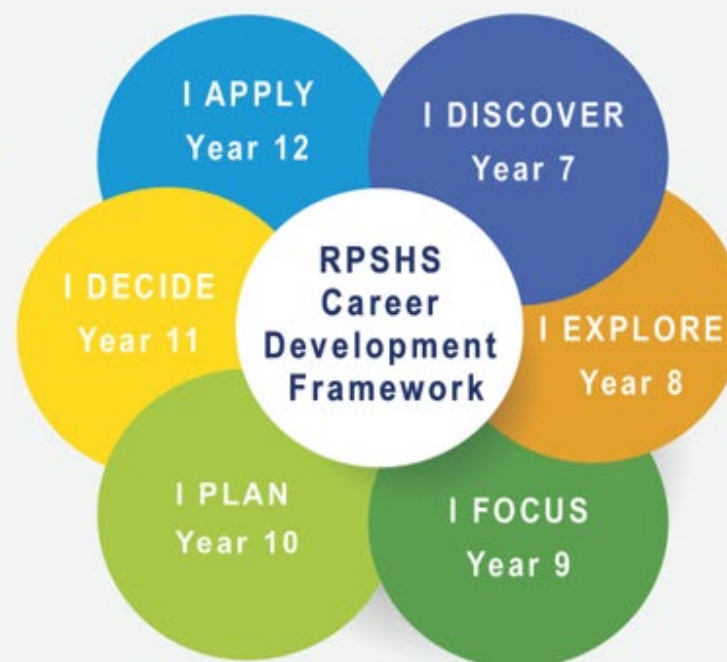 RPSHS
Career
Development
Framework
I DISCOVER
Year 7
I EXPLORE
Year 8
I FOCUS
Year 9
I PLAN
Year 10
I DECIDE
Year 11
I APPLY
Year 12